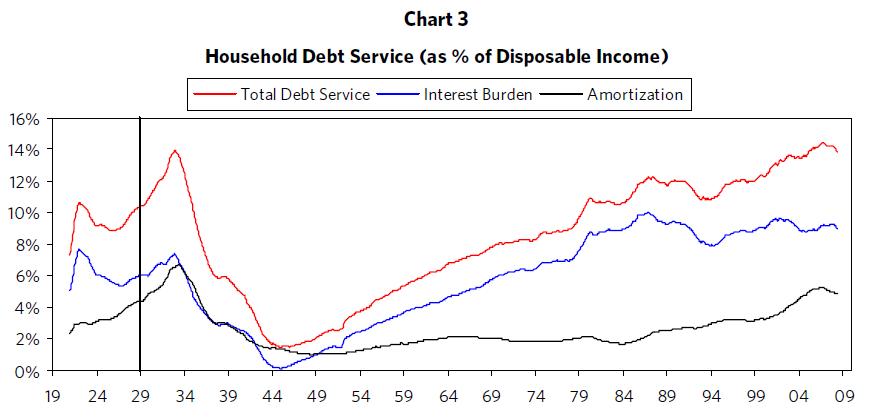 Chart 3
Household Debt Service (as % of Disposable Income)
Total Debt Service Interest Burden Amortization
16%
14%
12%
10%
8%
6%
4%
2%
0%
19 24 29 34 39 44 49 54 59 64 69 74 79 84 89 94 99 04 09